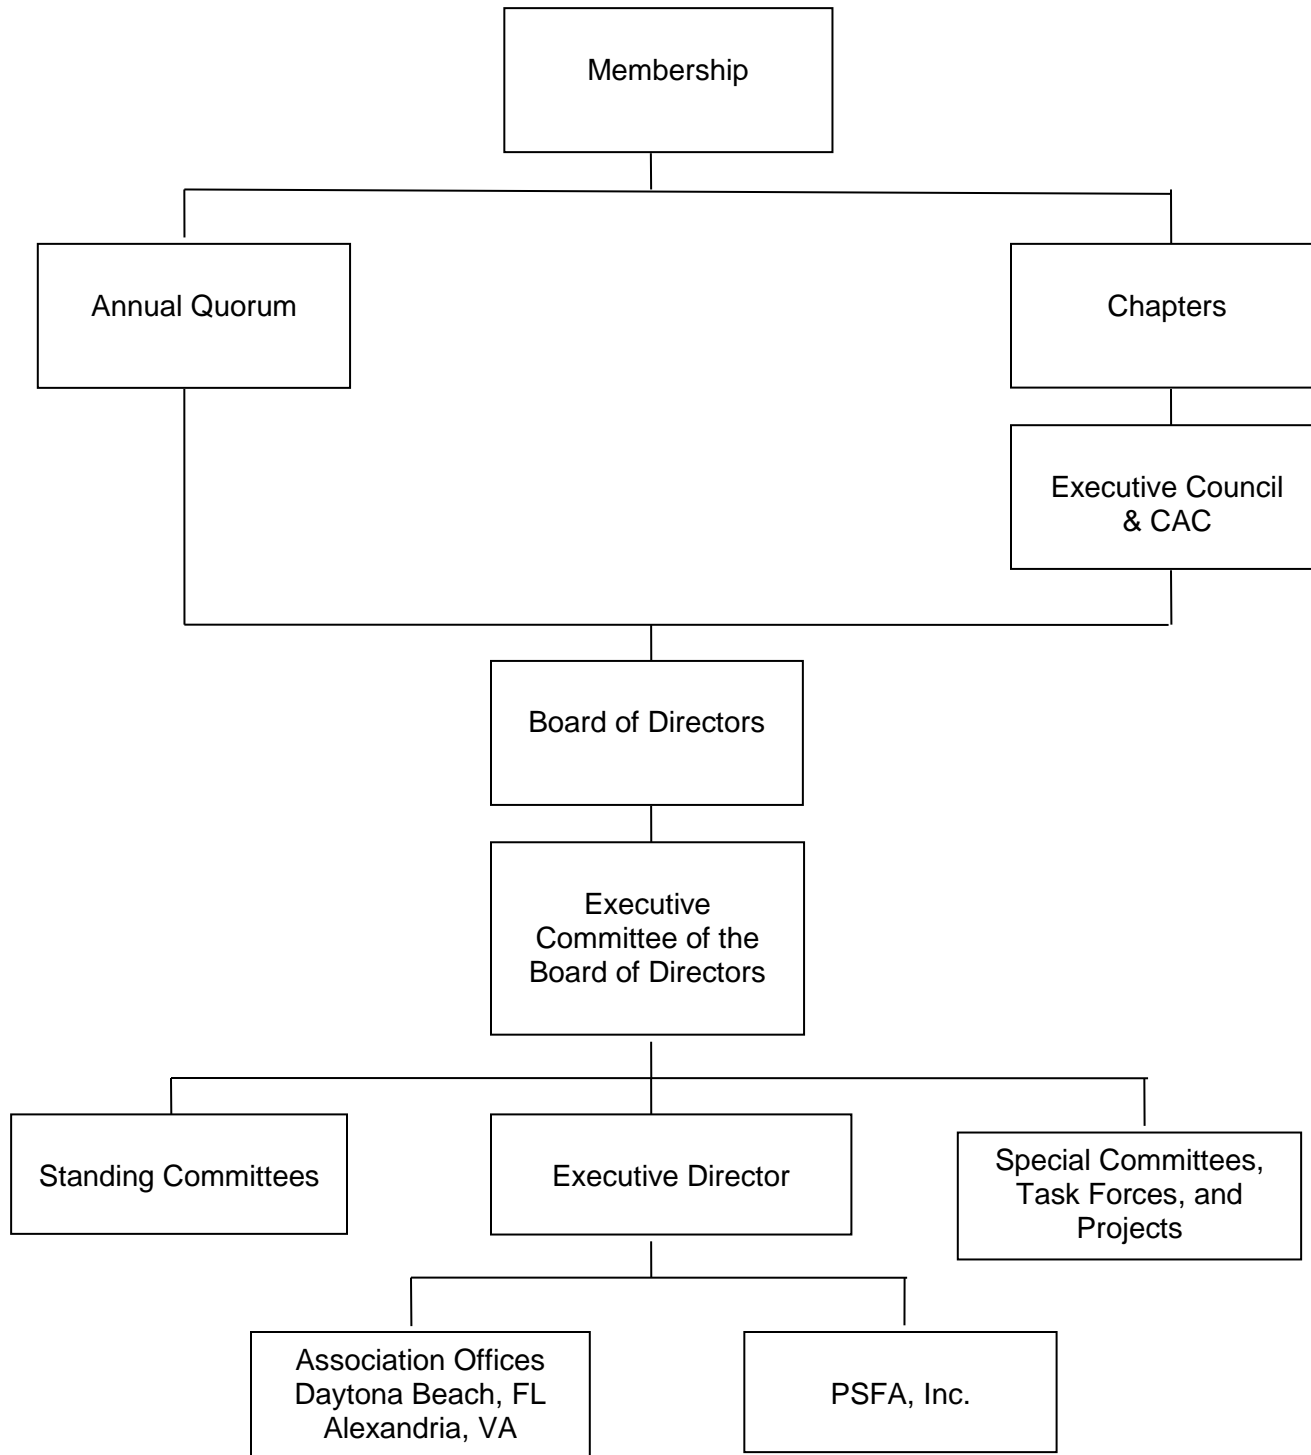 Membership
Annual Quorum
Chapters
Executive Council
& CAC
Board of Directors
Executive
Committee of the
Board of Directors
Standing Committees
Executive Director
Special Committees,
Task Forces, and
Projects
Association Offices
Daytona Beach, FL
Alexandria, VA
PSFA, Inc.